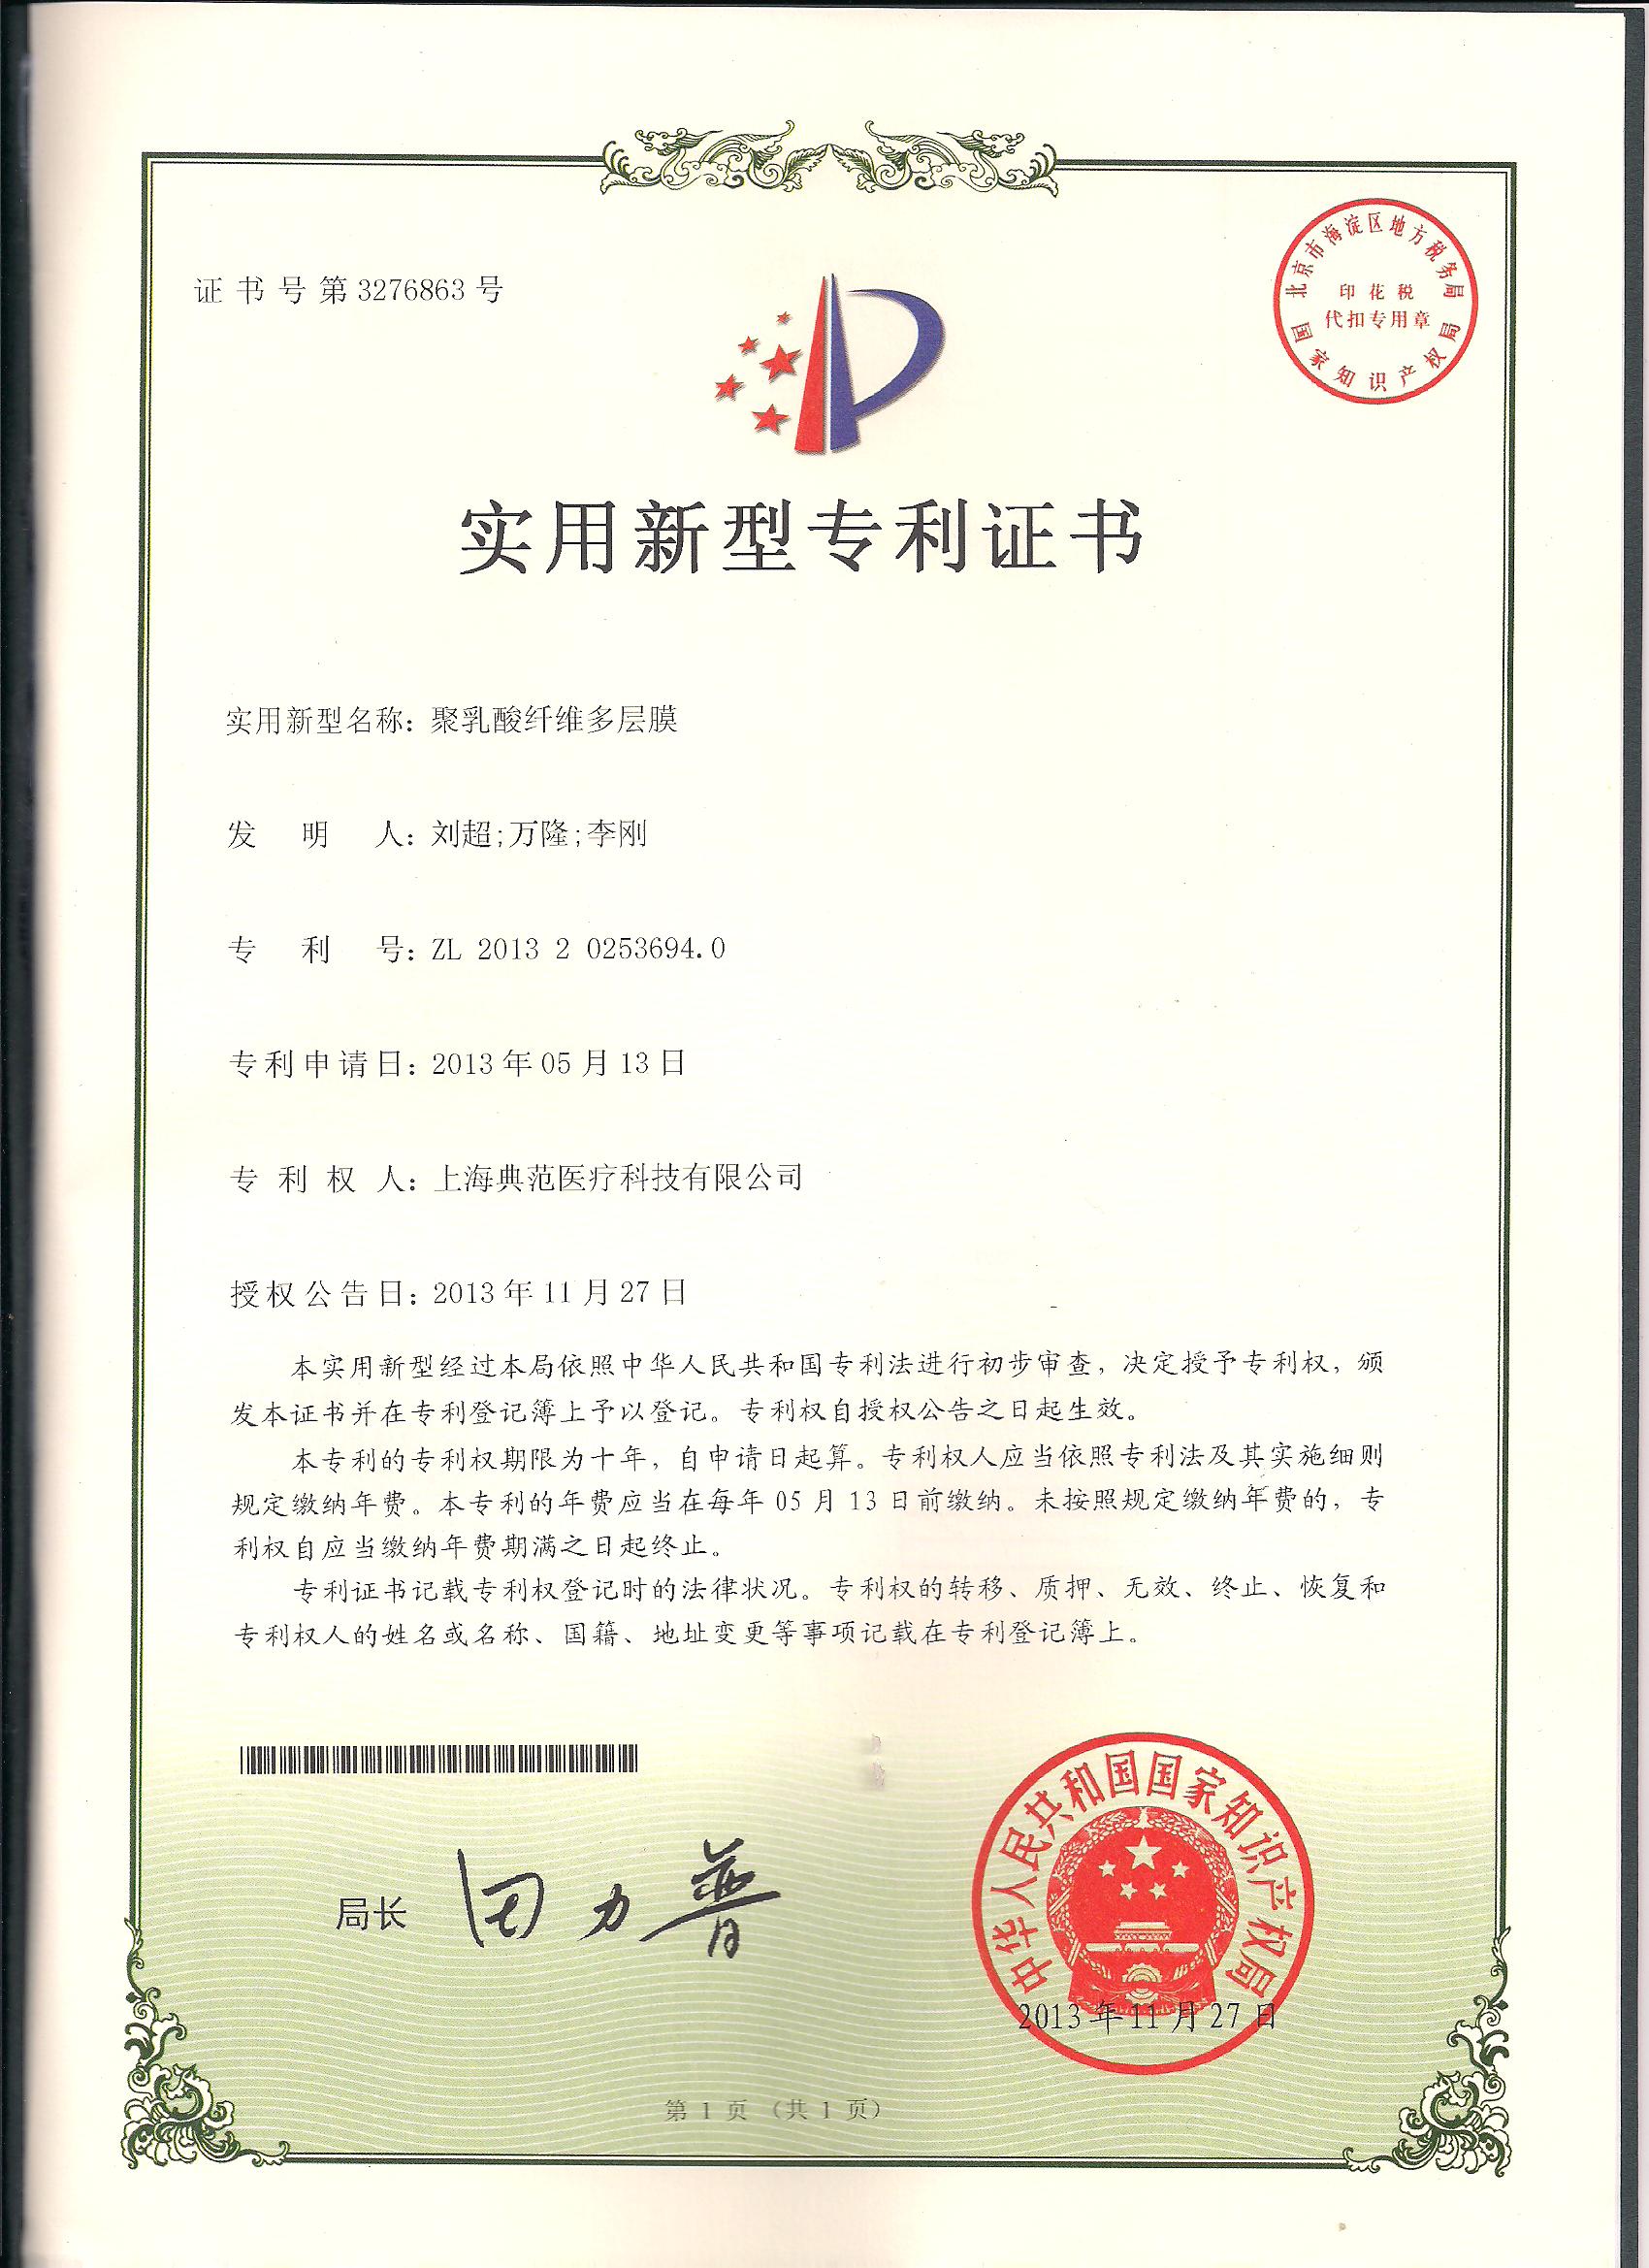 证书号第3276863号
北京市海淀区地方税务局
印花税
代扣专用章
国家知识产权局
实用新型专利证书
实用新型名称：聚乳酸纤维多层膜
发明人：刘超;万隆;李刚
专利号：ZL 2013 2 0253694.0
专利申请日：2013年05月13日
专利权人：上海典范医疗科技有限公司
授权公告日：2013年11月27日
本实用新型经过本局依照中华人民共和国专利法进行初步审查，决定授予专利权，颁
发本证书并在专利登记簿上予以登记。专利权自授权公告之日起生效。
本专利的专利权期限为十年，自申请日起算。专利权人应当依照专利法及其实施细则
规定缴纳年费。本专利的年费应当在每年05月13日前缴纳。未按照规定缴纳年费的，专
利权自应当缴纳年费期满之日起终止。
专利证书记载专利权登记时的法律状况。专利权的转移、质押、无效、终止、恢复和
专利权人的姓名或名称、国籍、地址变更等事项记载在专利登记簿上。
局长 田力普
中华人民共和国国家知识产权局
2013年11月27日
第1页（共1页）